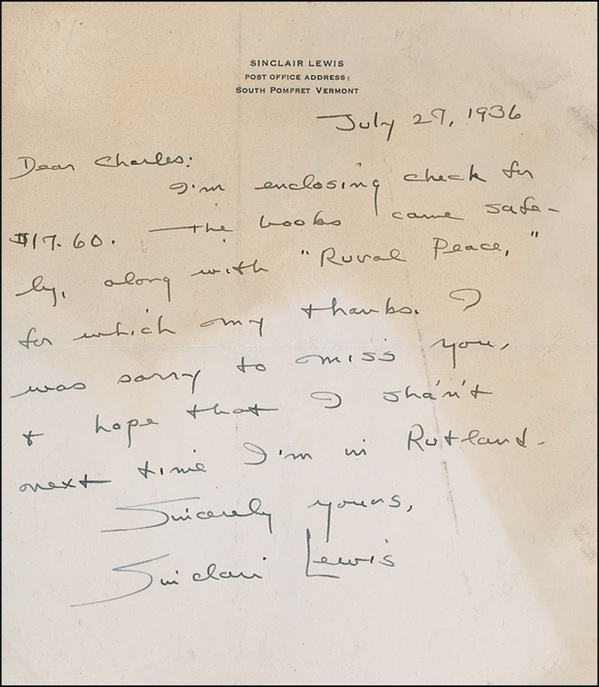 SINCLAIR LEWIS
POST OFFICE ADDRESS:
SOUTH POMFRET VERMONT
July 27, 1936
Dear Charles:
I'm enclosing check for
$17.60. The books came safe-
ly, along with "Rural Peace,"
for which my thanks. I
was sorry to miss you,
+ hope that I sha'n't
next time I'm in Rutland.
Sincerely yours,
Sinclair Lewis